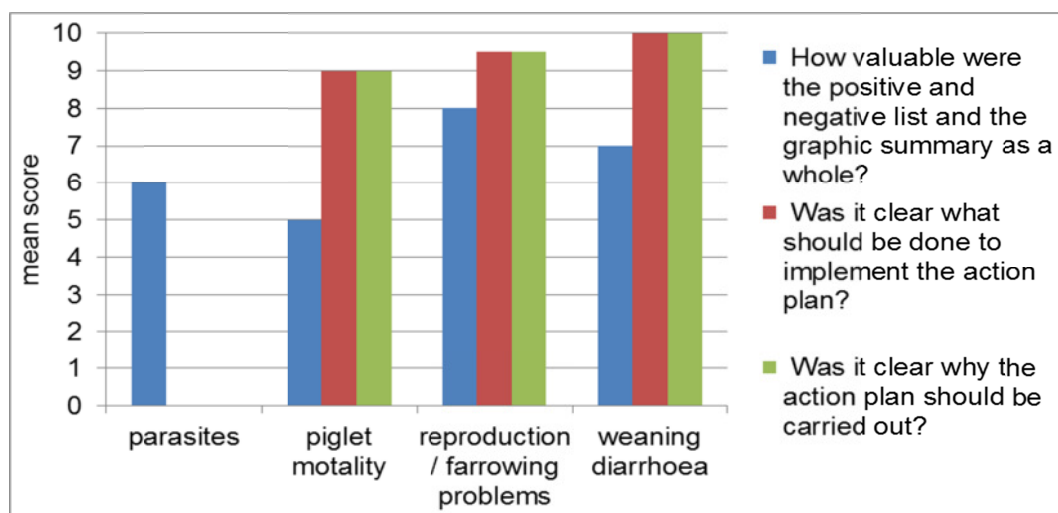 10
9
8
7
6
5
4
3
2
1
0
mean score
parasites
piglet
motality
reproduction
/ farrowing
problems
weaning
diarrhoea
How valuable were
the positive and
negative list and the
graphic summary as a
whole?
Was it clear what
should be done to
implement the action
plan?
Was it clear why the
action plan should be
carried out?